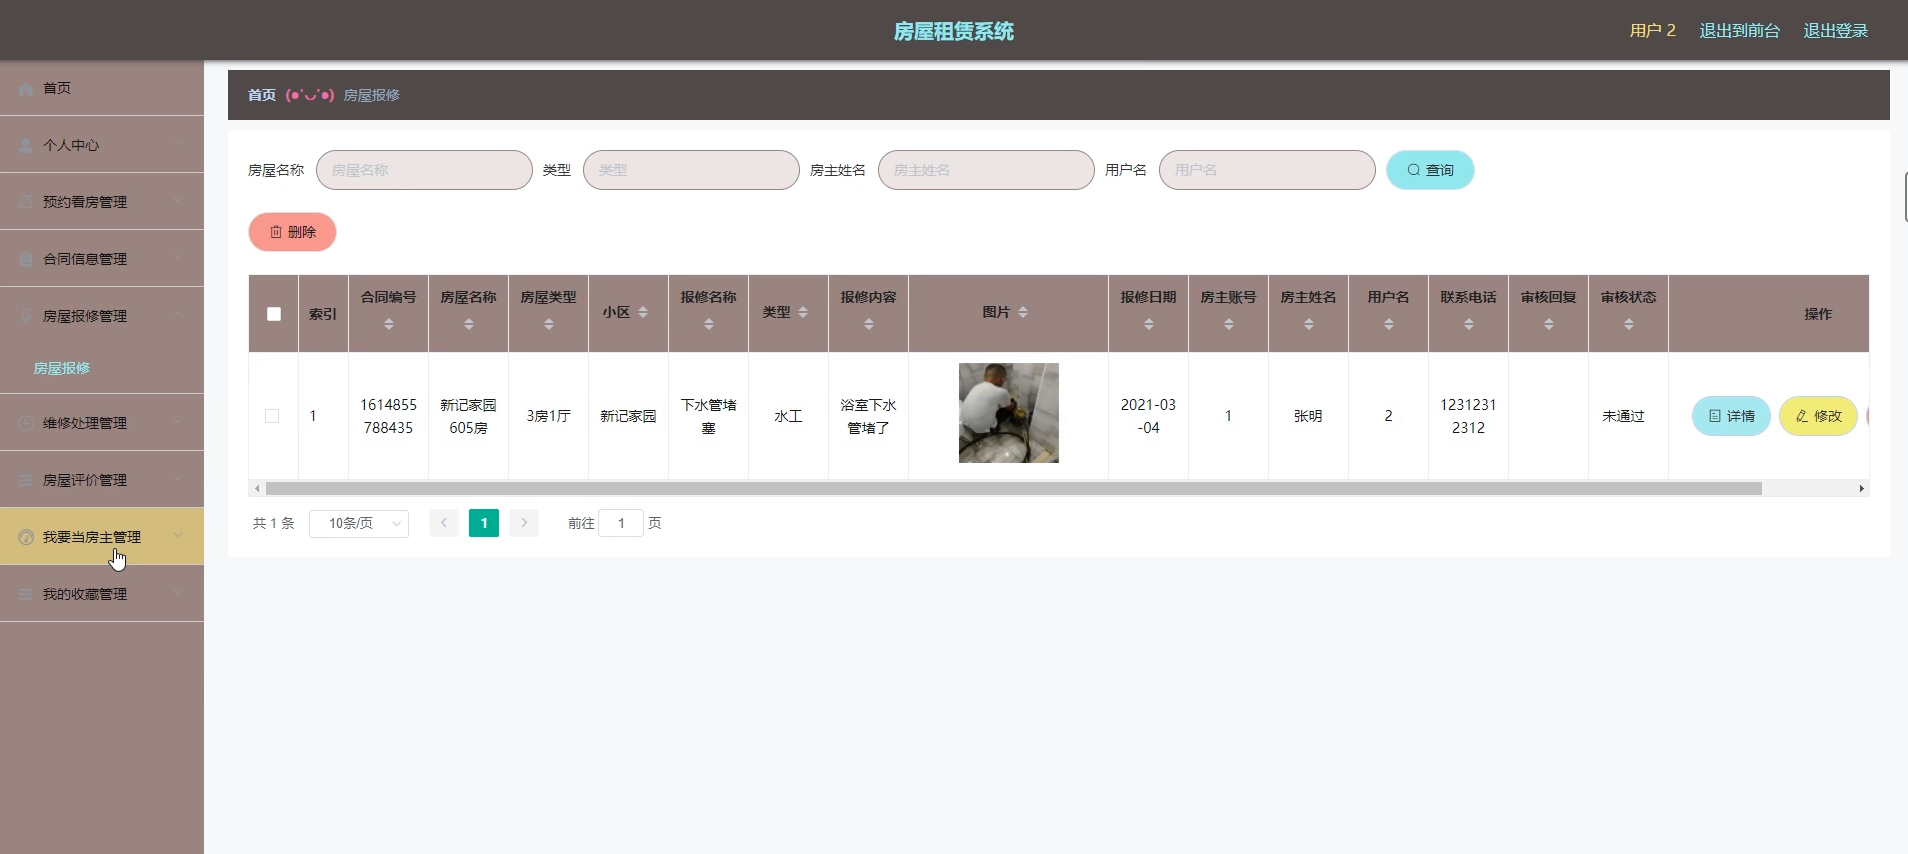 房屋租赁系统
用户 2 退出到前台 退出登录
首页
个人中心
预约看房管理
合同信息管理
房屋报修管理
房屋报修
维修处理管理
房屋评价管理
我要当房主管理
我的收藏管理
首页 (●'◡'●) 房屋报修
房屋名称 房屋名称 类型 类型 房主姓名 房主姓名 用户名 用户名 查询
删除
索引 合同编号 房屋名称 房屋类型 小区 报修名称 类型 报修内容 图片 报修日期 房主账号 房主姓名 用户名 联系电话 审核回复 审核状态 操作
1 1614855788435 新记家园605房 3房1厅 新记家园 下水管堵塞 水工 浴室下水管堵了 2021-03-04 1 张明 2 12312312312 未通过 详情 修改
共 1 条 10条/页 1 前往 1 页